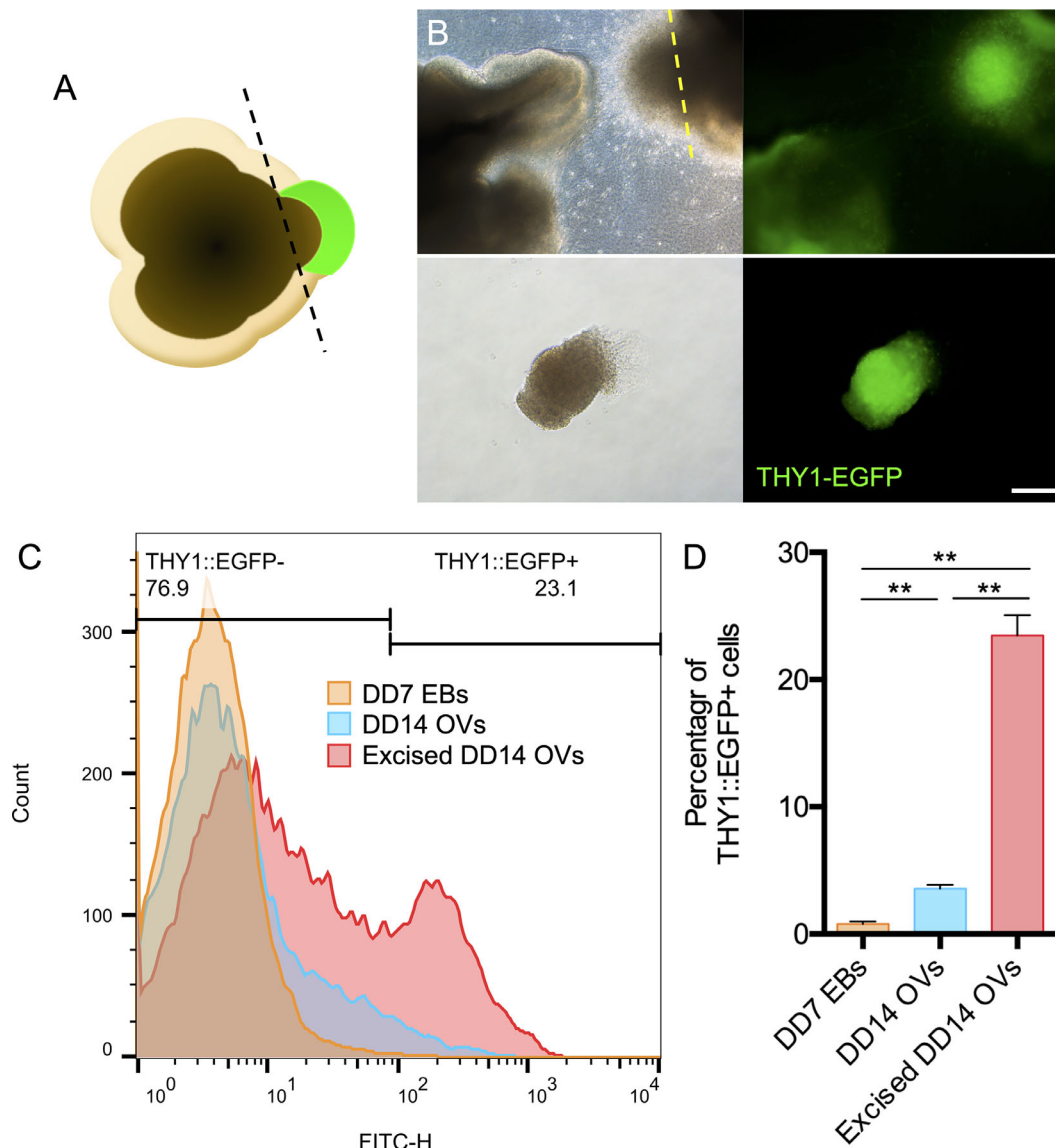 A
B
THY1-EGFP
C
THY1::EGFP-
76.9
THY1::EGFP+
23.1
DD7 EBs
DD14 OVs
Excised DD14 OVs
300
200
100
0
Count
10^0
10^1
10^2
10^3
10^4
FITC-H
D
Percentagr of
THY1::EGFP+ cells
30
20
10
0
**
**
**
DD7 EBs
DD14 OVs
Excised DD14 OVs